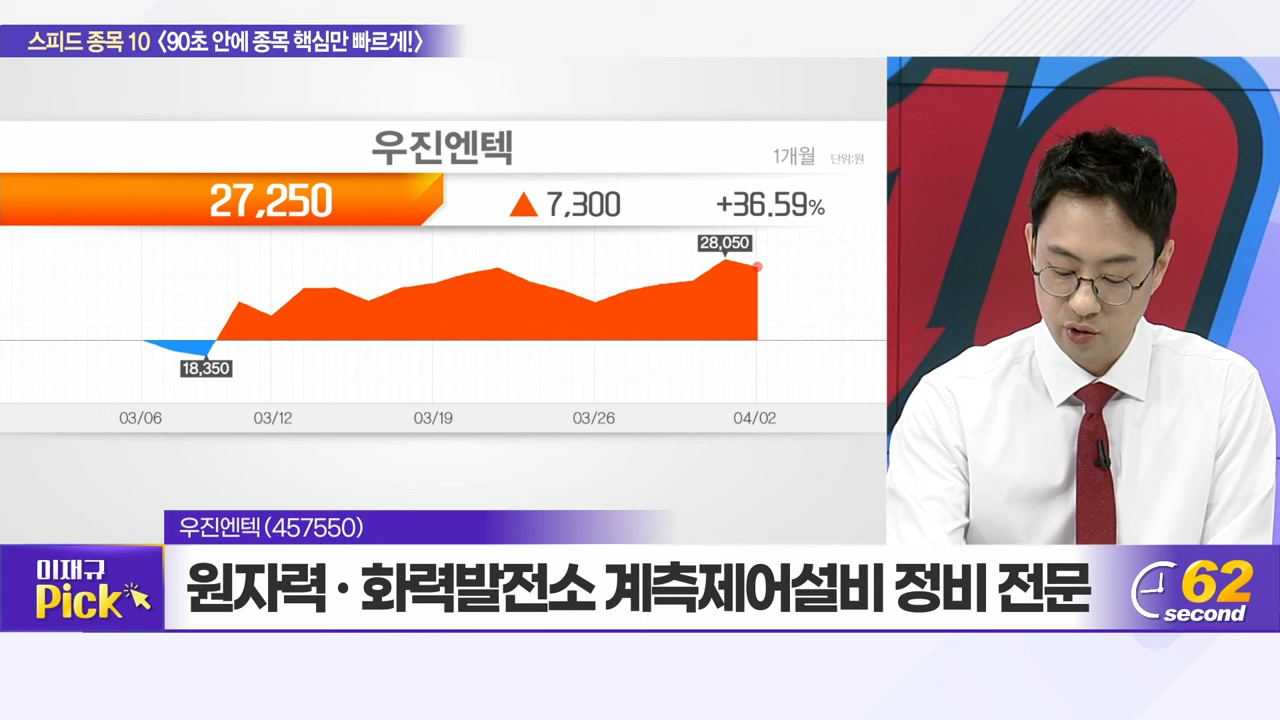 스피드 종목 10 <90초 안에 종목 핵심만 빠르게!>
우진엔텍
1개월 단위:원
27,250 ▲ 7,300 +36.59%
28,050
18,350
03/06 03/12 03/19 03/26 04/02
우진엔텍(457550)
이재규
Pick
원자력·화력발전소 계측제어설비 정비 전문
62
second